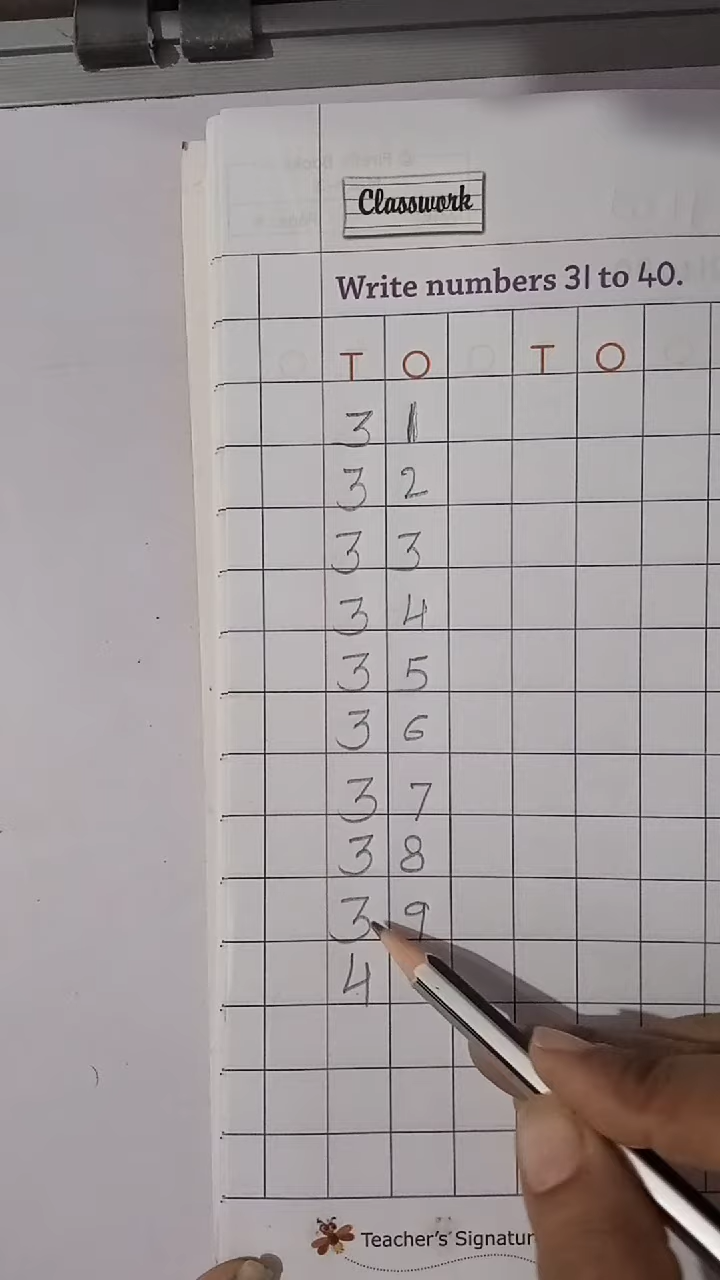 Classwork
Write numbers 31 to 40.
T O T O
3 1
3 2
3 3
3 4
3 5
3 6
3 7
3 8
3 9
4
Teacher's Signatur